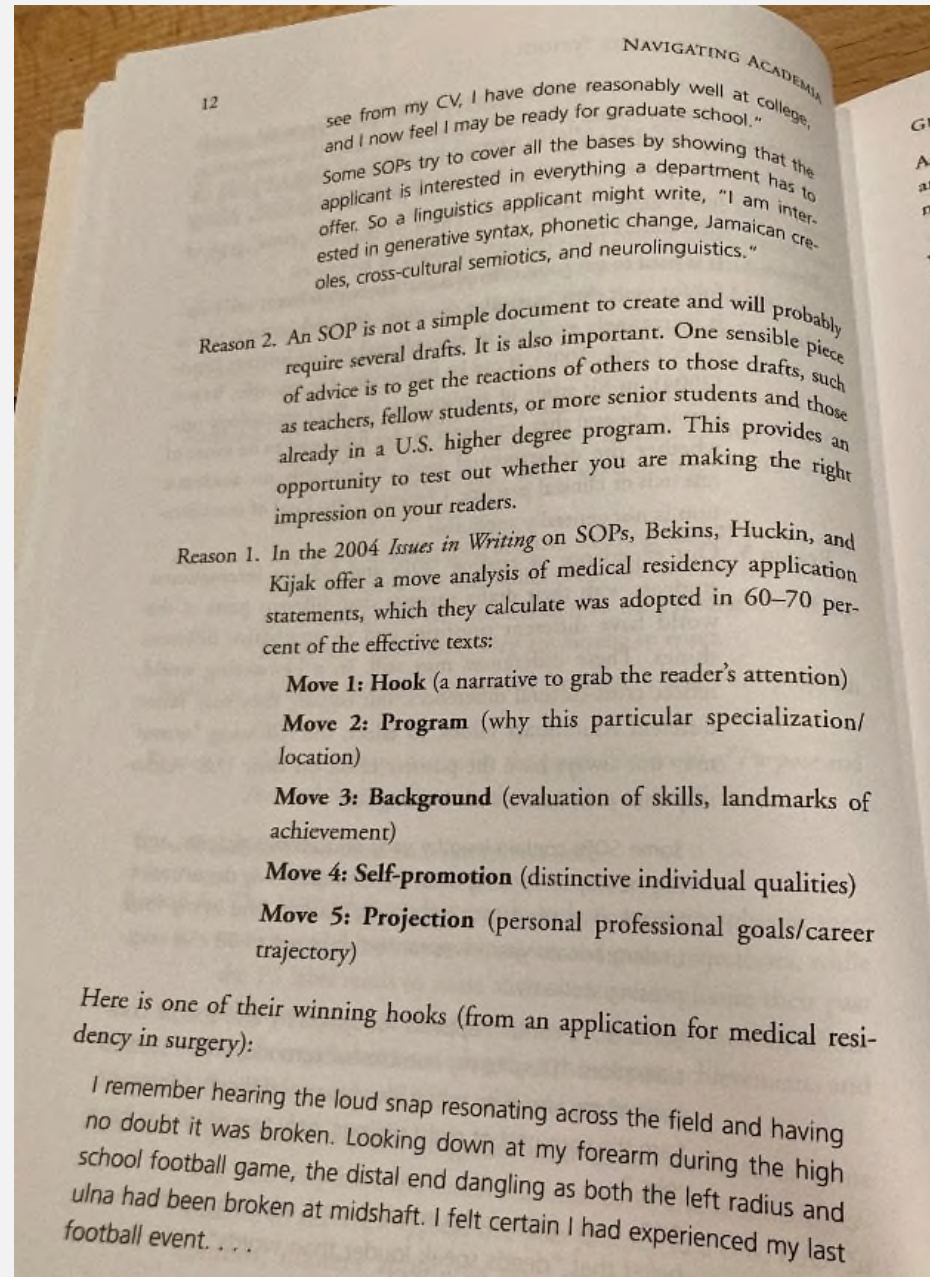 NAVIGATING ACADEMIA
12
see from my CV, I have done reasonably well at college,
and I now feel I may be ready for graduate school."
Some SOPs try to cover all the bases by showing that the
applicant is interested in everything a department has to
offer. So a linguistics applicant might write, "I am inter-
ested in generative syntax, phonetic change, Jamaican cre-
oles, cross-cultural semiotics, and neurolinguistics."
Reason 2. An SOP is not a simple document to create and will probably
require several drafts. It is also important. One sensible piece
of advice is to get the reactions of others to those drafts, such
as teachers, fellow students, or more senior students and those
already in a U.S. higher degree program. This provides an
opportunity to test out whether you are making the right
impression on your readers.
Reason 1. In the 2004 Issues in Writing on SOPs, Bekins, Huckin, and
Kijak offer a move analysis of medical residency application
statements, which they calculate was adopted in 60–70 per-
cent of the effective texts:
Move 1: Hook (a narrative to grab the reader's attention)
Move 2: Program (why this particular specialization/
location)
Move 3: Background (evaluation of skills, landmarks of
achievement)
Move 4: Self-promotion (distinctive individual qualities)
Move 5: Projection (personal professional goals/career
trajectory)
Here is one of their winning hooks (from an application for medical resi-
dency in surgery):
I remember hearing the loud snap resonating across the field and having
no doubt it was broken. Looking down at my forearm during the high
school football game, the distal end dangling as both the left radius and
ulna had been broken at midshaft. I felt certain I had experienced my last
football event. . . .